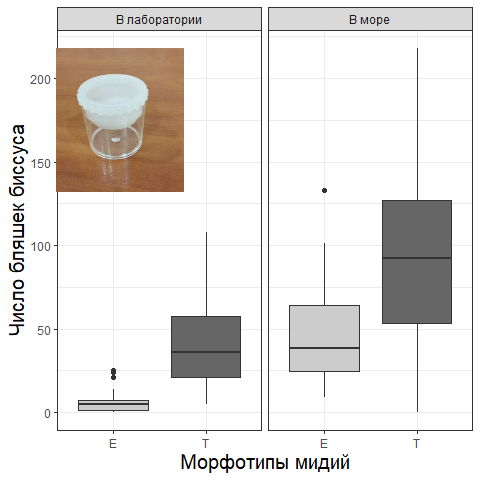 В лаборатории
В море
Число бляшек биссуса
200
150
100
50
0
E
T
E
T
Морфотипы мидий